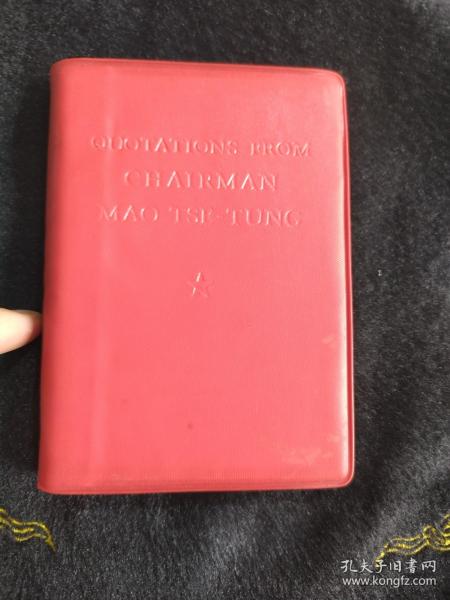 QUOTATIONS FROM
CHAIRMAN
MAO TSE-TUNG
孔夫子旧书网
www.kongfz.com